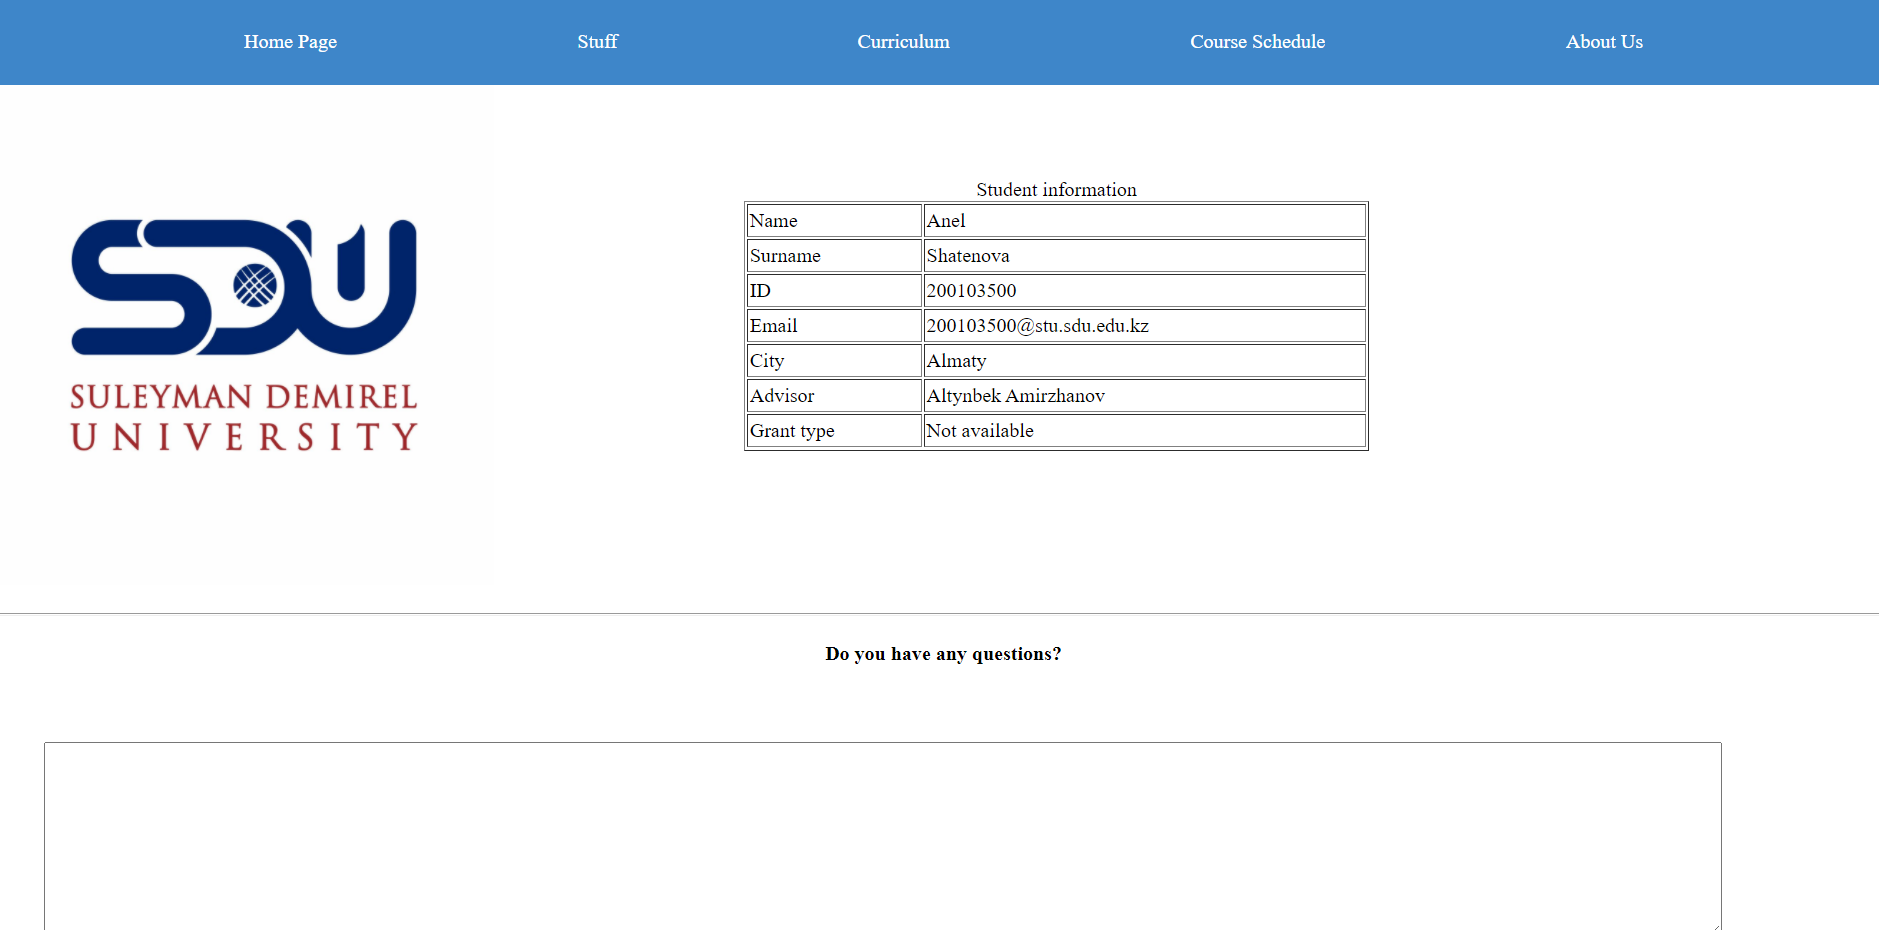 Home Page Stuff Curriculum Course Schedule About Us
SDU
SULEYMAN DEMIREL
UNIVERSITY
Student information
Name Anel
Surname Shatenova
ID 200103500
Email 200103500@stu.sdu.edu.kz
City Almaty
Advisor Altynbek Amirzhanov
Grant type Not available
Do you have any questions?